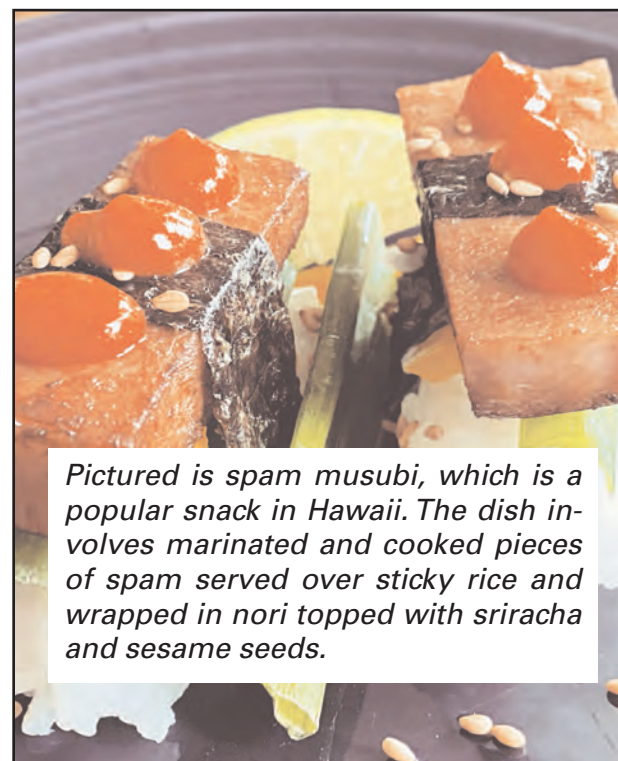 Pictured is spam musubi, which is a
popular snack in Hawaii. The dish in-
volves marinated and cooked pieces
of spam served over sticky rice and
wrapped in nori topped with sriracha
and sesame seeds.